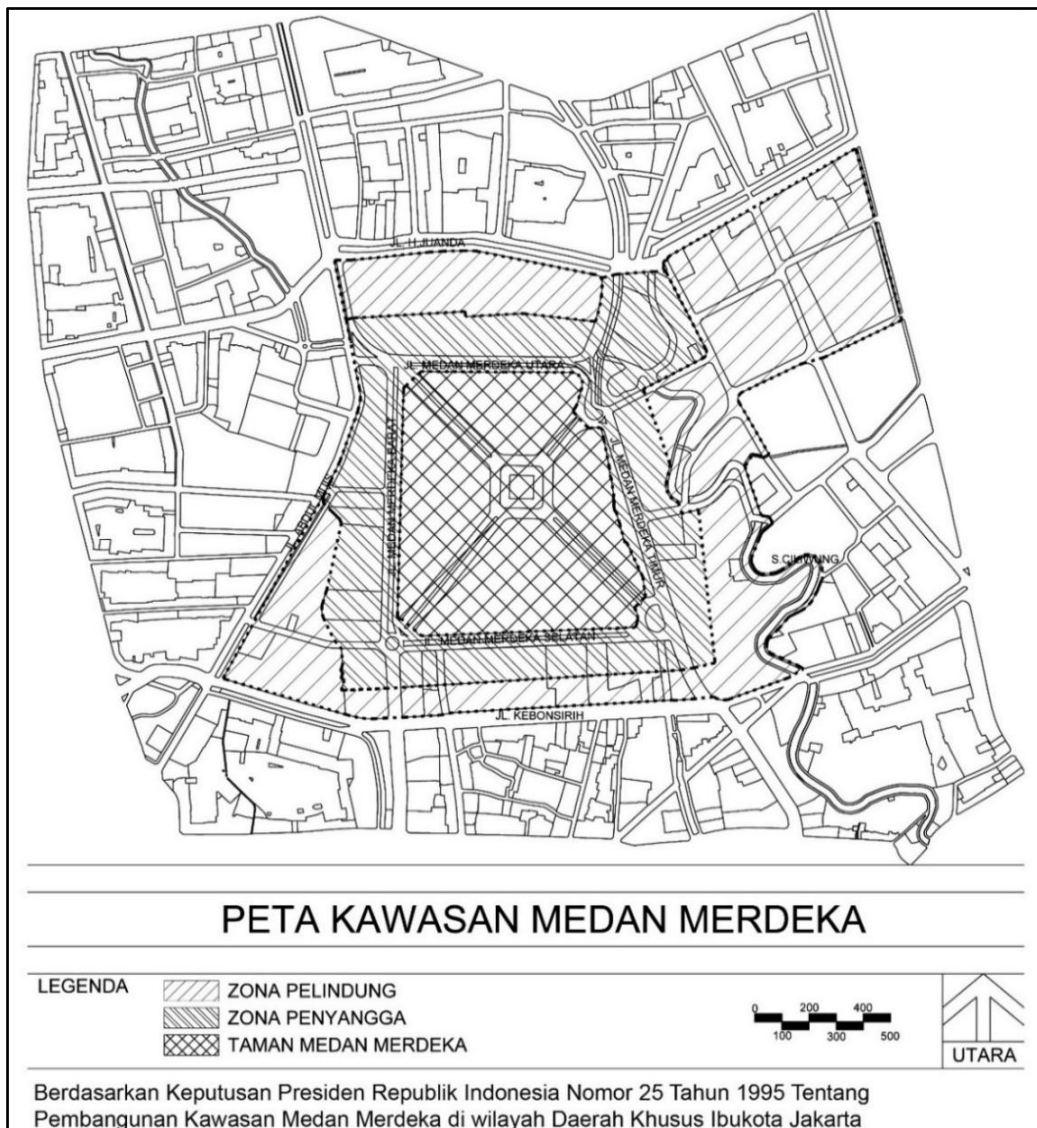 JL. H.JUANDA
JL. MEDAN MERDEKA UTARA
MEDAN MERDEKA BARAT
JL. MEDAN MERDEKA TIMUR
S.CILIWUNG
JL. MEDAN MERDEKA SELATAN
JL. KEBONSIRIH
PETA KAWASAN MEDAN MERDEKA
LEGENDA
ZONA PELINDUNG
ZONA PENYANGGA
TAMAN MEDAN MERDEKA
0 200 400
100 300 500
UTARA
Berdasarkan Keputusan Presiden Republik Indonesia Nomor 25 Tahun 1995 Tentang
Pembangunan Kawasan Medan Merdeka di wilayah Daerah Khusus Ibukota Jakarta